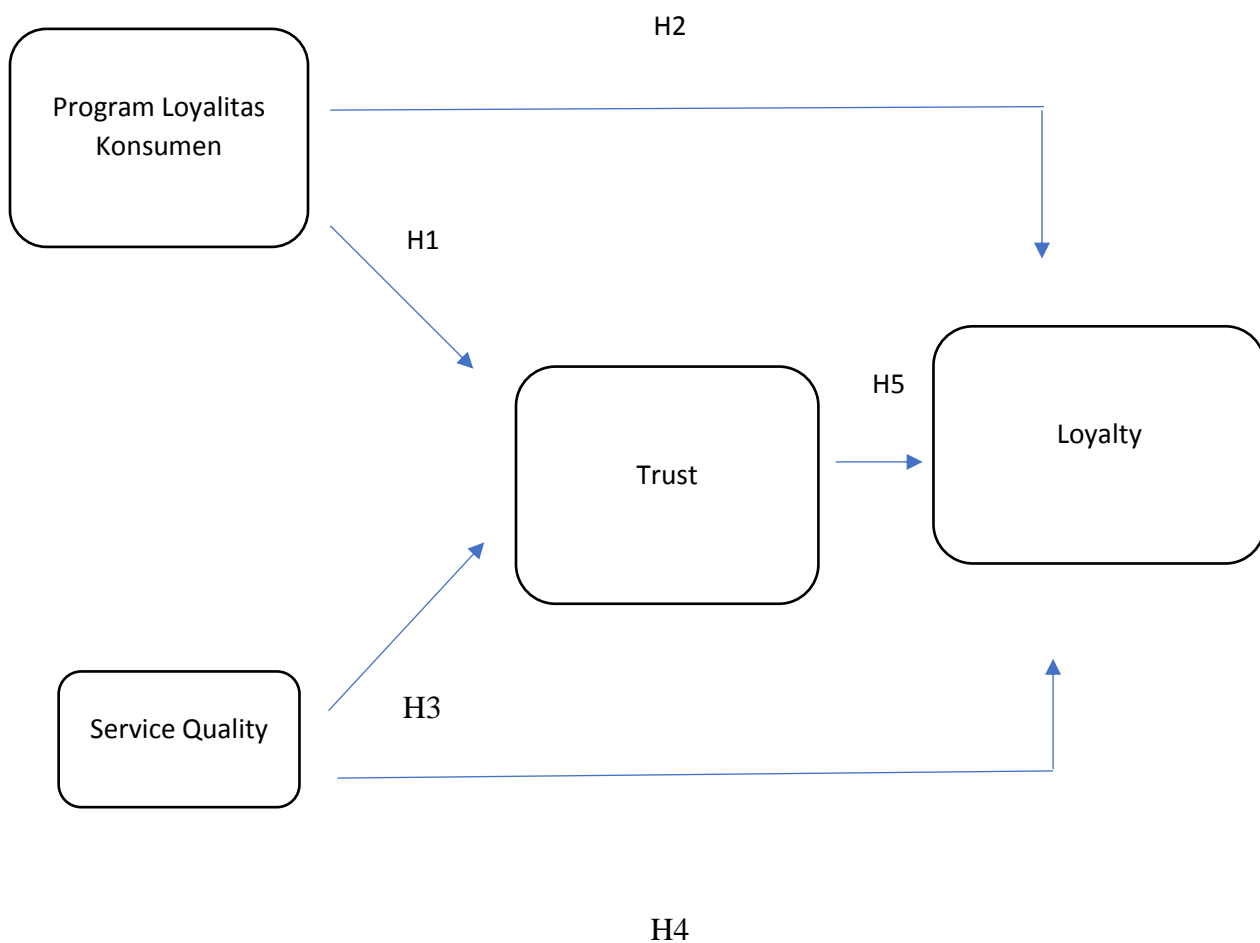 H2
Program Loyalitas
Konsumen
H1
H5
Loyalty
Trust
H3
Service Quality
H4